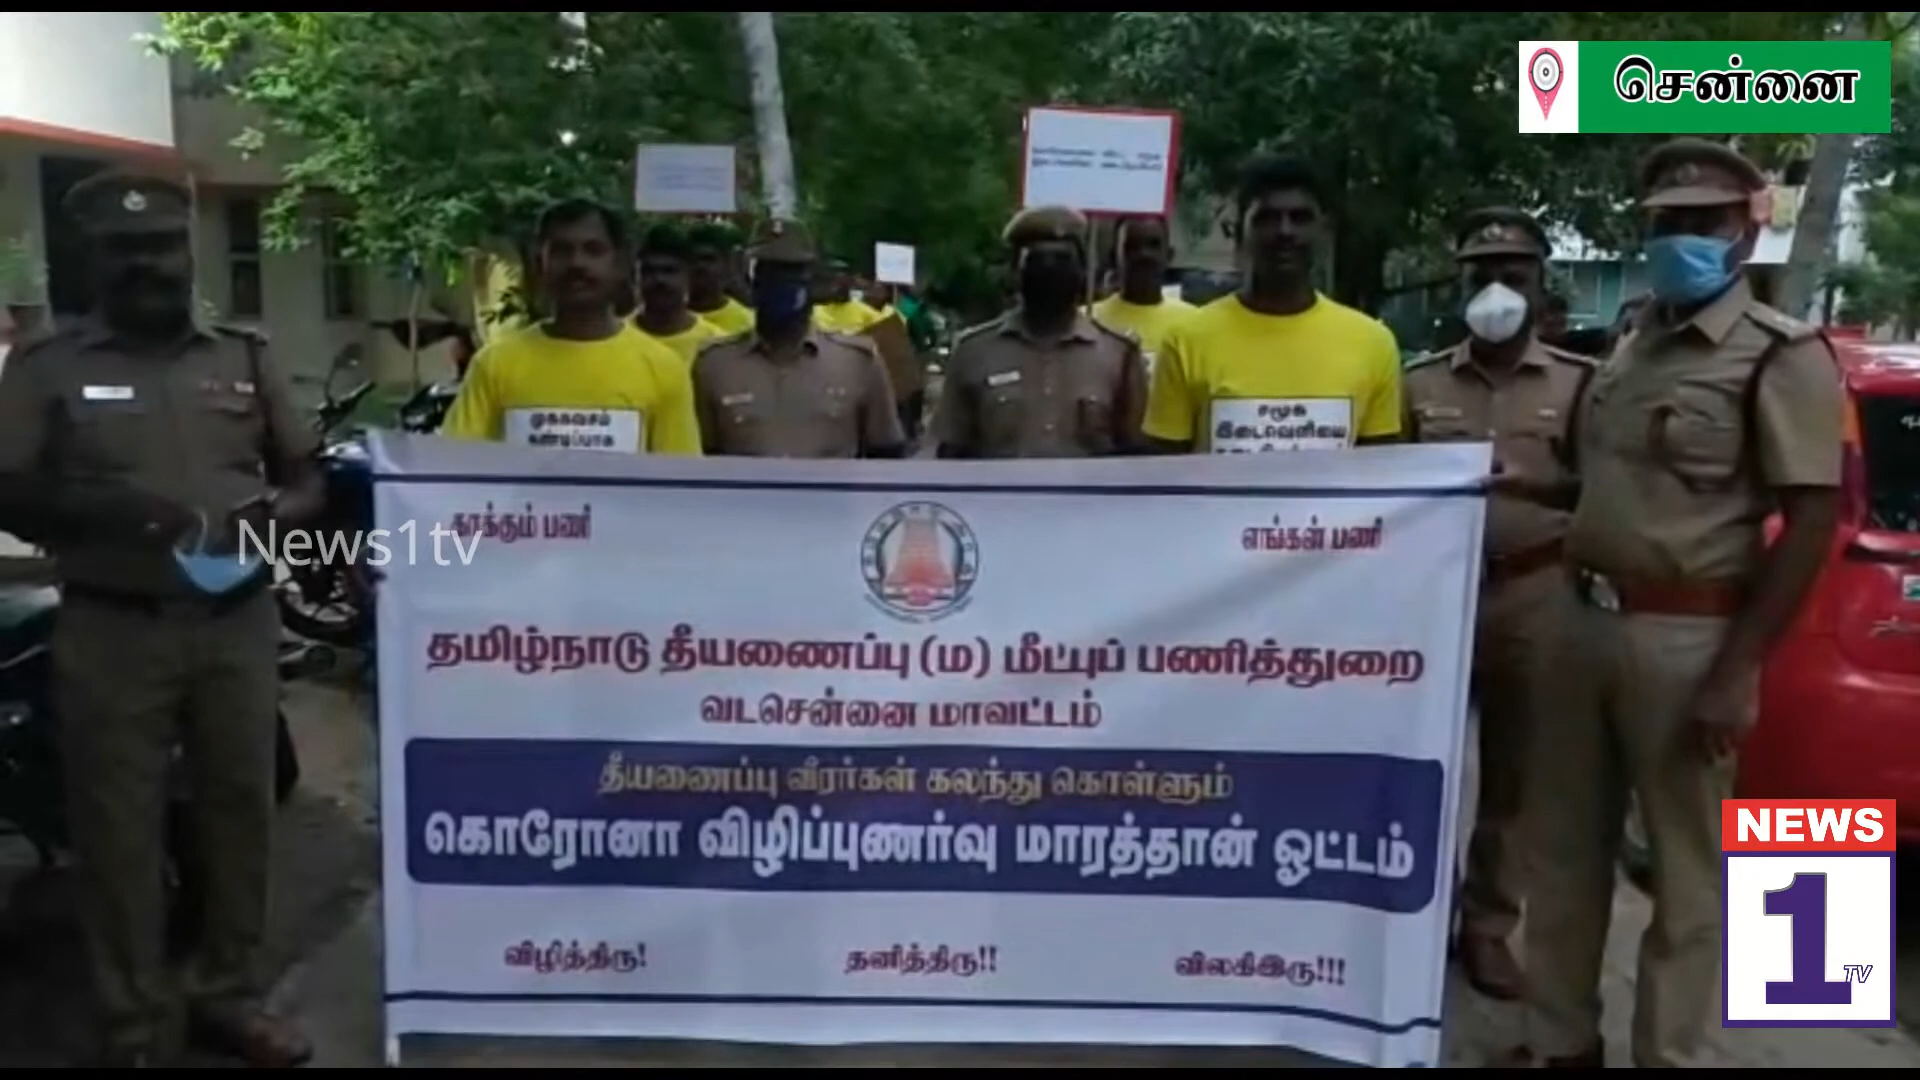 சென்னை
முககவசம்
கண்டிப்பாக
சமூக
இடைவெளியை
News1tv
காக்கும் பணி
எங்கள் பணி
தமிழ்நாடு தீயணைப்பு (ம) மீட்புப் பணித்துறை
வடசென்னை மாவட்டம்
தீயணைப்பு வீரர்கள் கலந்து கொள்ளும்
கொரோனா விழிப்புணர்வு மாரத்தான் ஓட்டம்
விழித்திரு!
தனித்திரு!!
விலகிஇரு!!!
NEWS
1
TV